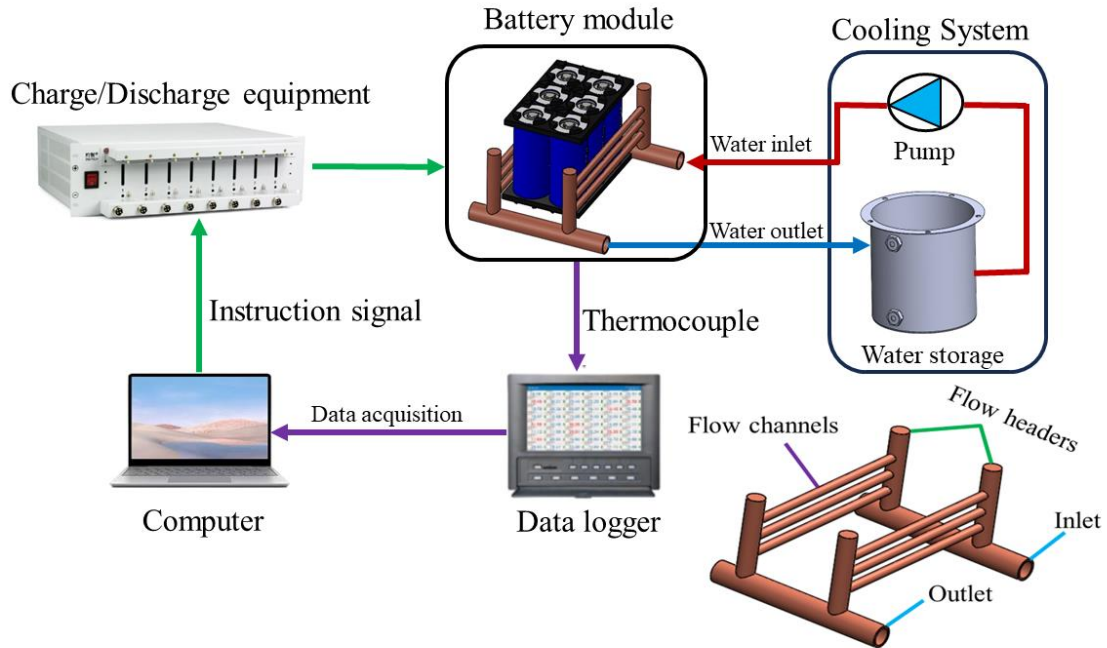 Battery module
Cooling System
Charge/Discharge equipment
Water inlet
Pump
Water outlet
Instruction signal
Thermocouple
Water storage
Data acquisition
Flow channels
Flow headers
Computer
Data logger
Inlet
Outlet